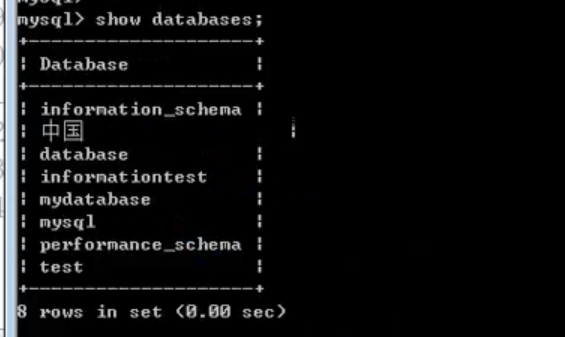 mysql> show databases;
+--------------------+
| Database |
+--------------------+
| information_schema |
| 中国 |
| database |
| informationtest |
| mydatabase |
| mysql |
| performance_schema |
| test |
+--------------------+
8 rows in set (0.00 sec)